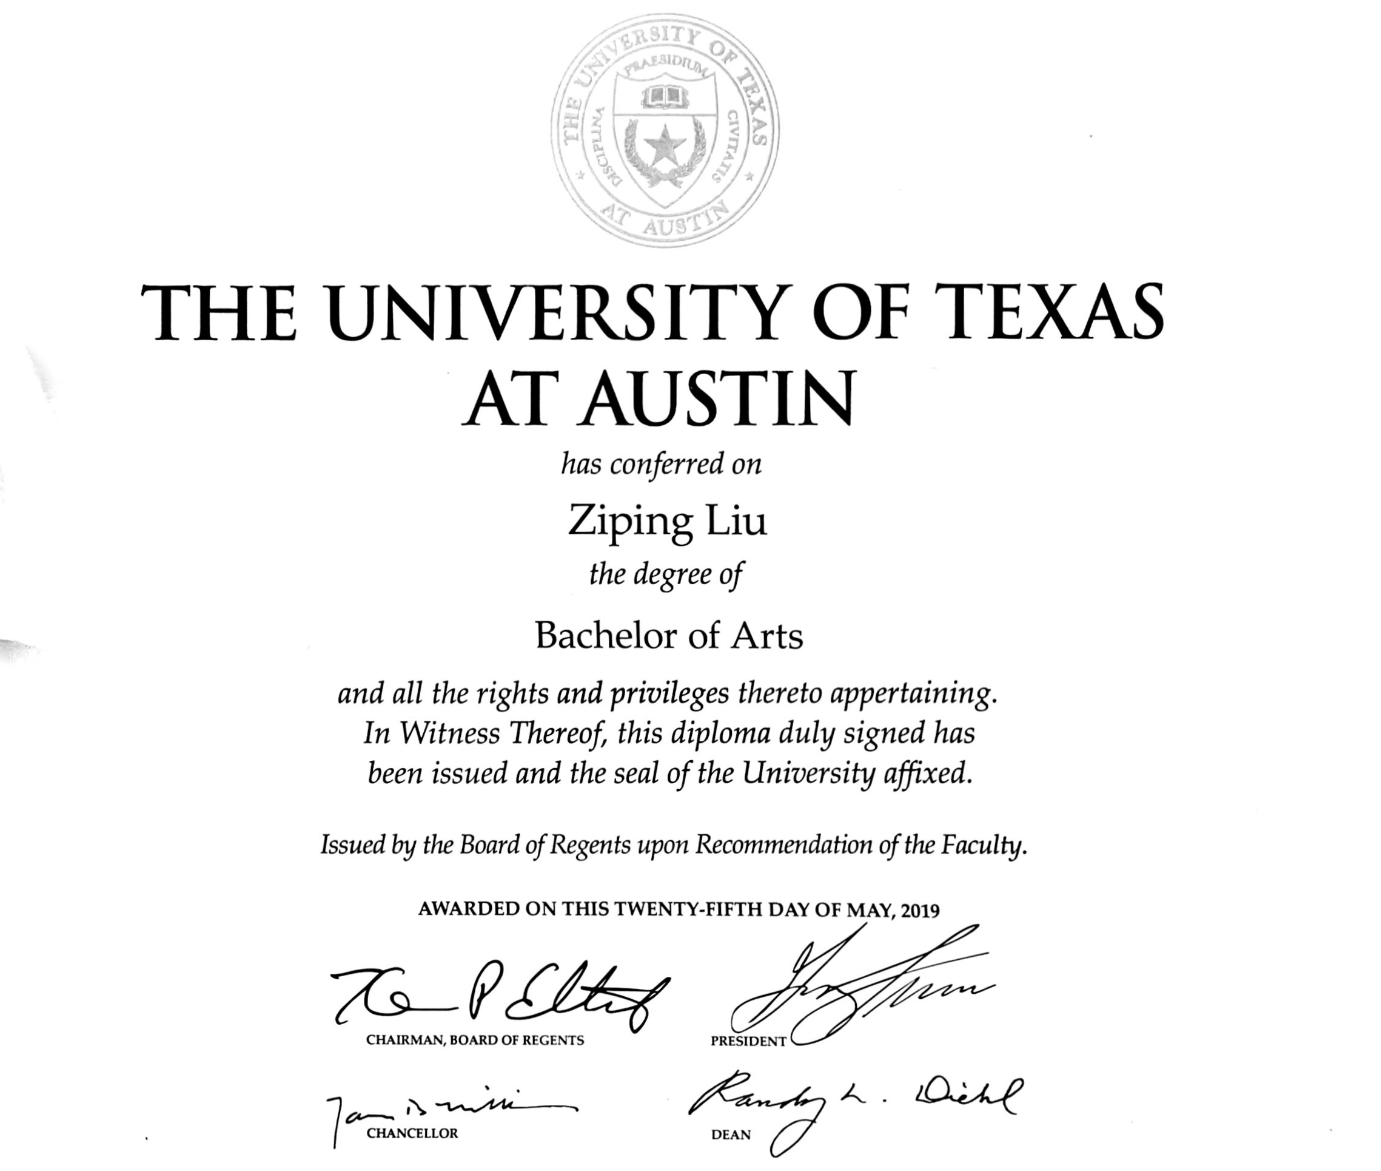 THE UNIVERSITY OF TEXAS
AT AUSTIN
PRAESIDIUM
DISCIPLINA
CIVITATIS
THE UNIVERSITY OF TEXAS
AT AUSTIN
has conferred on
Ziping Liu
the degree of
Bachelor of Arts
and all the rights and privileges thereto appertaining.
In Witness Thereof, this diploma duly signed has
been issued and the seal of the University affixed.
Issued by the Board of Regents upon Recommendation of the Faculty.
AWARDED ON THIS TWENTY-FIFTH DAY OF MAY, 2019
CHAIRMAN, BOARD OF REGENTS
PRESIDENT
Randy L. Diehl
CHANCELLOR
DEAN